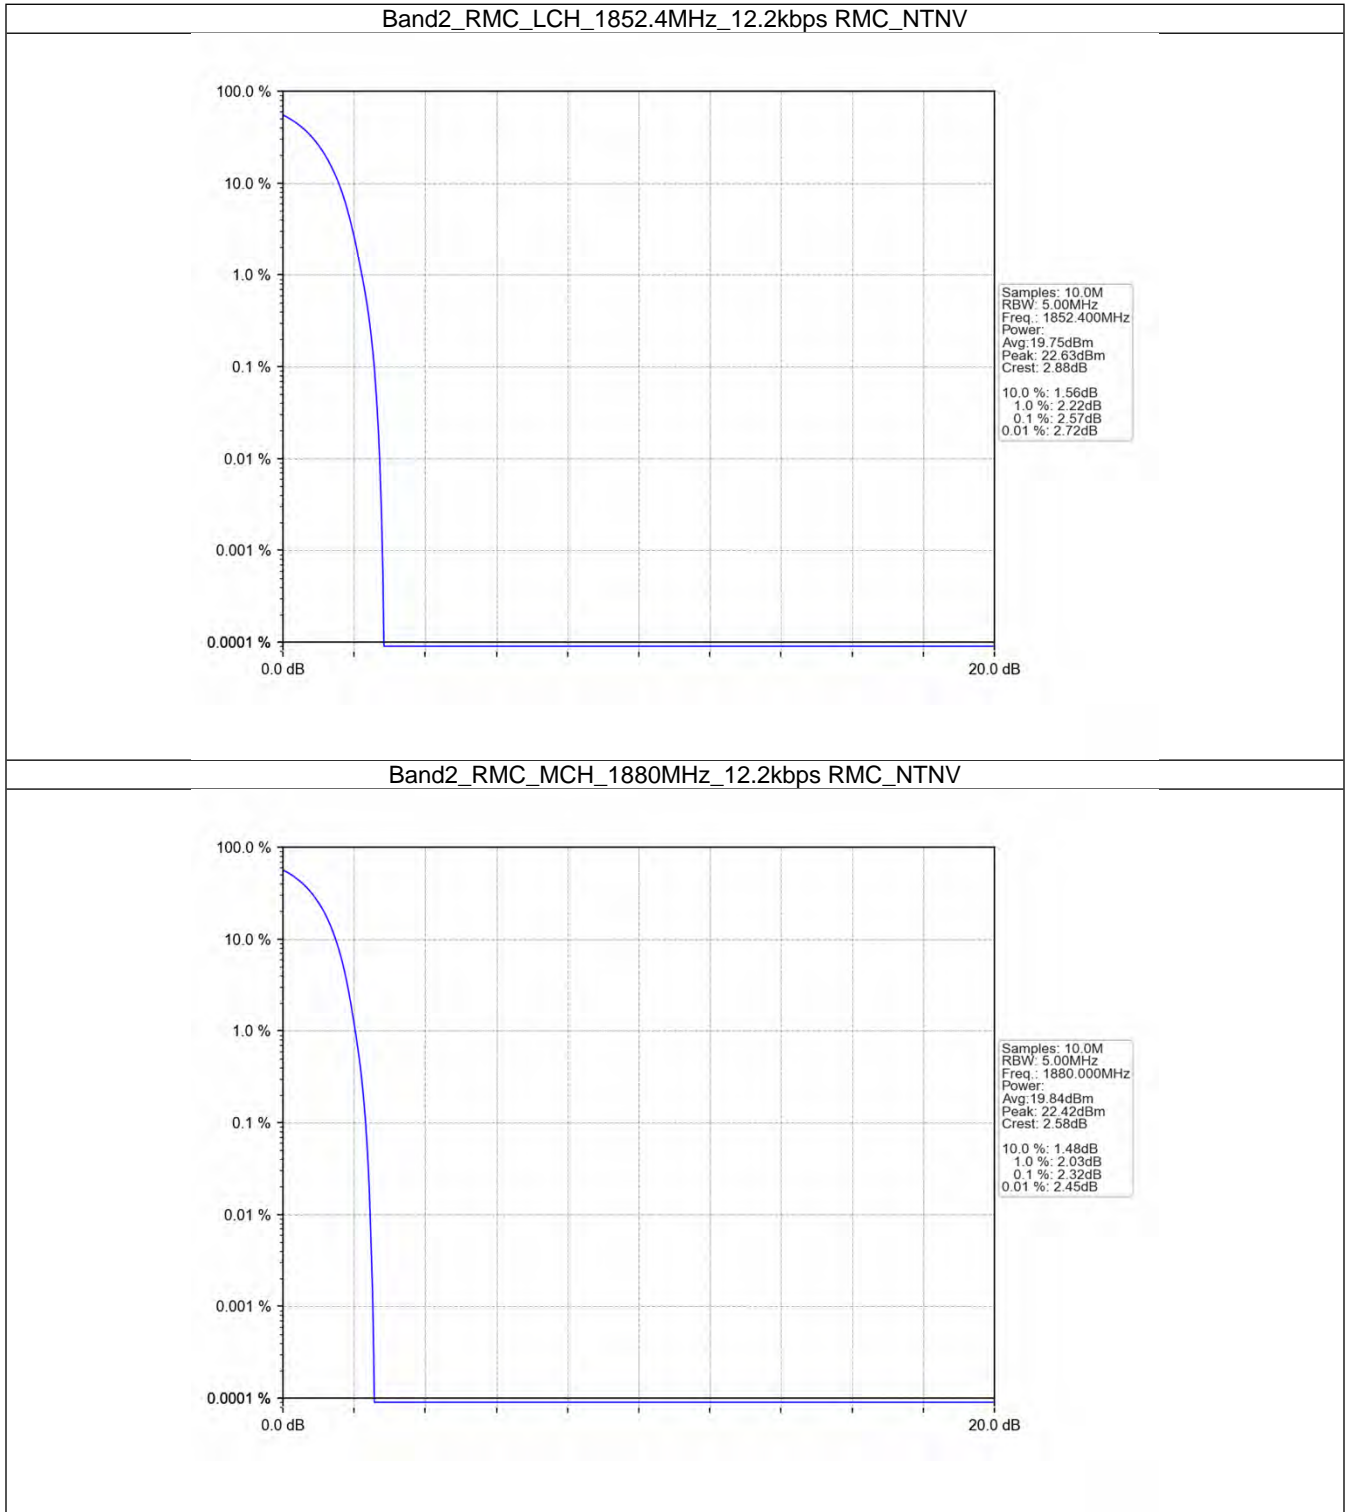 Band2_RMC_LCH_1852.4MHz_12.2kbps RMC_NTNV
100.0 %
10.0 %
1.0 %
0.1 %
0.01 %
0.001 %
0.0001 %
0.0 dB
20.0 dB
Samples: 10.0M
RBW: 5.00MHz
Freq.: 1852.400MHz
Power:
Avg:19.75dBm
Peak: 22.63dBm
Crest: 2.88dB
10.0 %: 1.56dB
1.0 %: 2.22dB
0.1 %: 2.57dB
0.01 %: 2.72dB
Band2_RMC_MCH_1880MHz_12.2kbps RMC_NTNV
100.0 %
10.0 %
1.0 %
0.1 %
0.01 %
0.001 %
0.0001 %
0.0 dB
20.0 dB
Samples: 10.0M
RBW: 5.00MHz
Freq.: 1880.000MHz
Power:
Avg:19.84dBm
Peak: 22.42dBm
Crest: 2.58dB
10.0 %: 1.48dB
1.0 %: 2.03dB
0.1 %: 2.32dB
0.01 %: 2.45dB